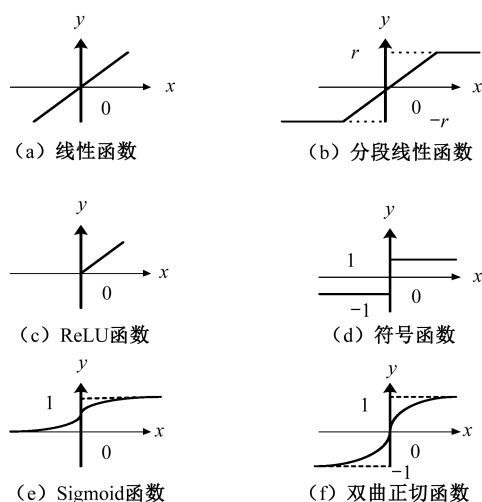 y
x
0
(a) 线性函数
y
r
x
0
-r
(b) 分段线性函数
y
x
0
(c) ReLU函数
y
1
x
0
-1
(d) 符号函数
y
1
x
0
(e) Sigmoid函数
y
1
x
0
-1
(f) 双曲正切函数